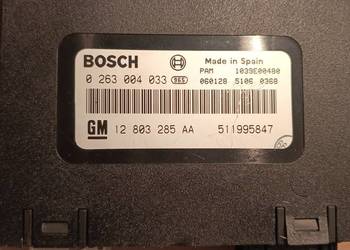 BOSCH
Made in Spain
0 263 004 033 965
PAM 1039E00480
060128 5106 0368
GM 12 803 285 AA 511995847